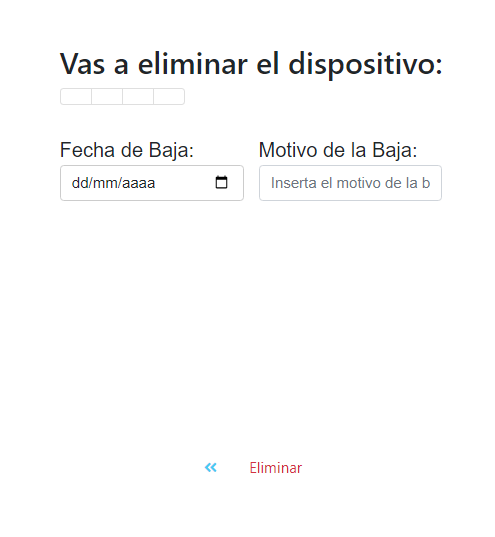 Vas a eliminar el dispositivo:
Fecha de Baja: Motivo de la Baja:
dd/mm/aaaa Inserta el motivo de la b
Eliminar